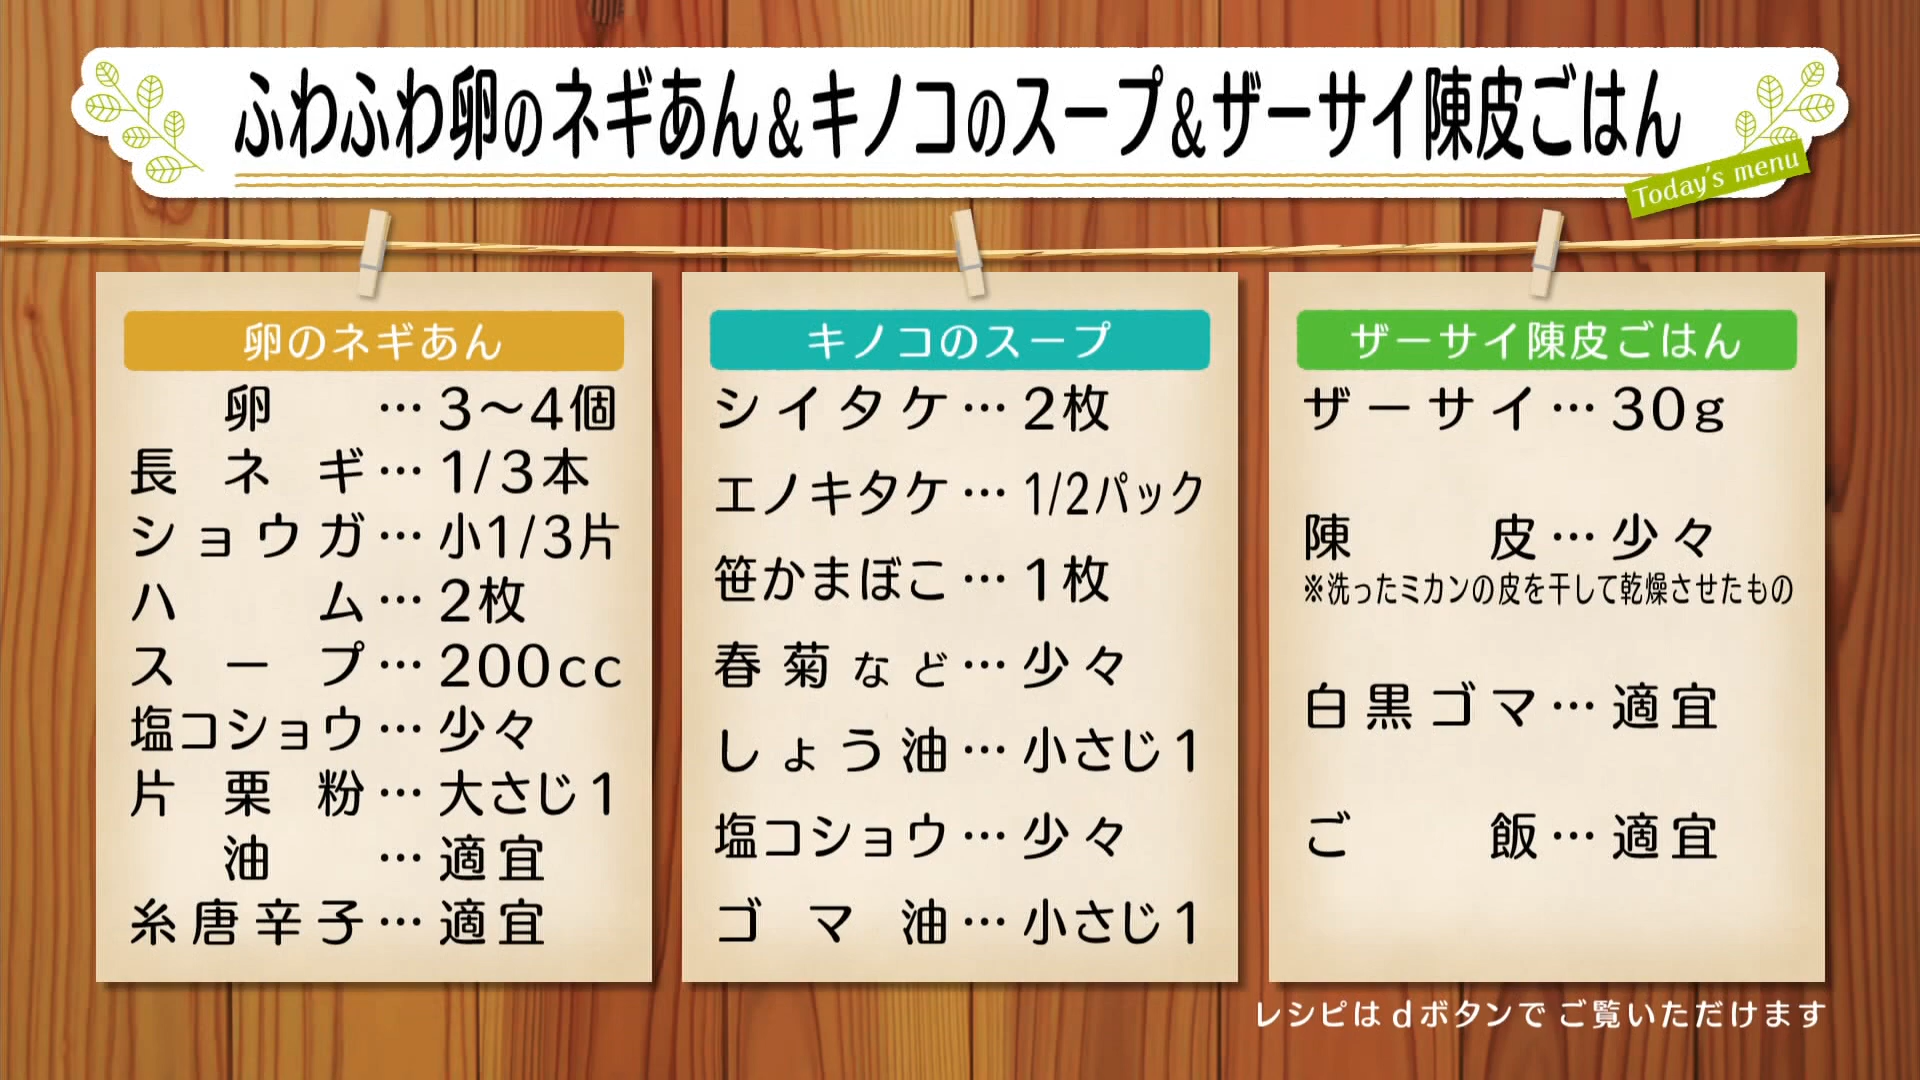 ふわふわ卵のネギあん&キノコのスープ&ザーサイ陳皮ごはん
Today's menu
卵のネギあん
卵…3〜4個
長ネギ…1/3本
ショウガ…小1/3片
ハム…2枚
スープ…200cc
塩コショウ…少々
片栗粉…大さじ1
油…適宜
糸唐辛子…適宜
キノコのスープ
シイタケ…2枚
エノキタケ…1/2パック
笹かまぼこ…1枚
春菊など…少々
しょう油…小さじ1
塩コショウ…少々
ゴマ油…小さじ1
ザーサイ陳皮ごはん
ザーサイ…30g
陳皮…少々
※洗ったミカンの皮を干して乾燥させたもの
白黒ゴマ…適宜
ご飯…適宜
レシピはdボタンで ご覧いただけます